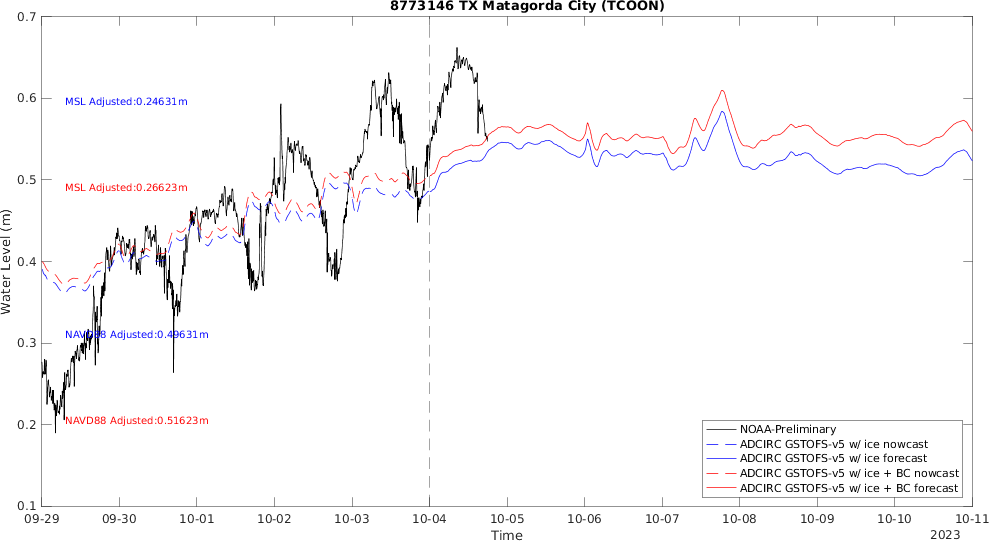 8773146 TX Matagorda City (TCOON)
0.7
0.6
0.5
0.4
0.3
0.2
0.1
Water Level (m)
MSL Adjusted:0.24631m
MSL Adjusted:0.26623m
NAVD88 Adjusted:0.49631m
NAVD88 Adjusted:0.51623m
NOAA-Preliminary
ADCIRC GSTOFS-v5 w/ ice nowcast
ADCIRC GSTOFS-v5 w/ ice forecast
ADCIRC GSTOFS-v5 w/ ice + BC nowcast
ADCIRC GSTOFS-v5 w/ ice + BC forecast
09-29 09-30 10-01 10-02 10-03 10-04 10-05 10-06 10-07 10-08 10-09 10-10 10-11
Time
2023